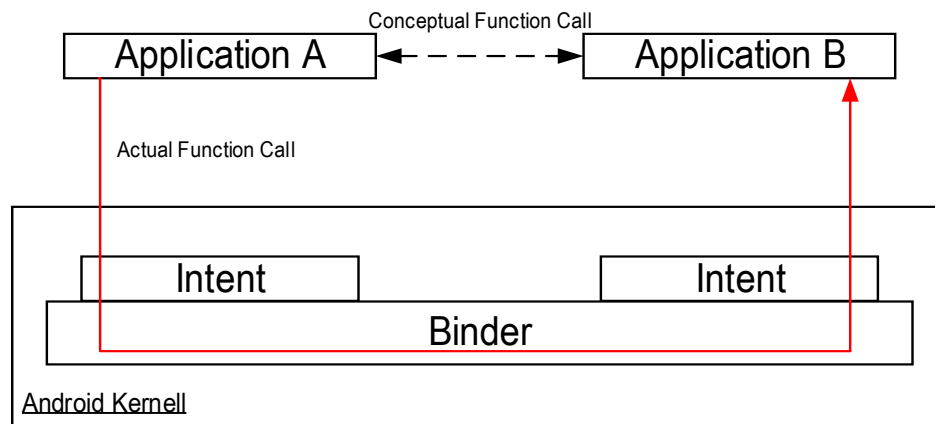 Conceptual Function Call
Application A
Application B
Actual Function Call
Intent
Intent
Binder
Android Kernell